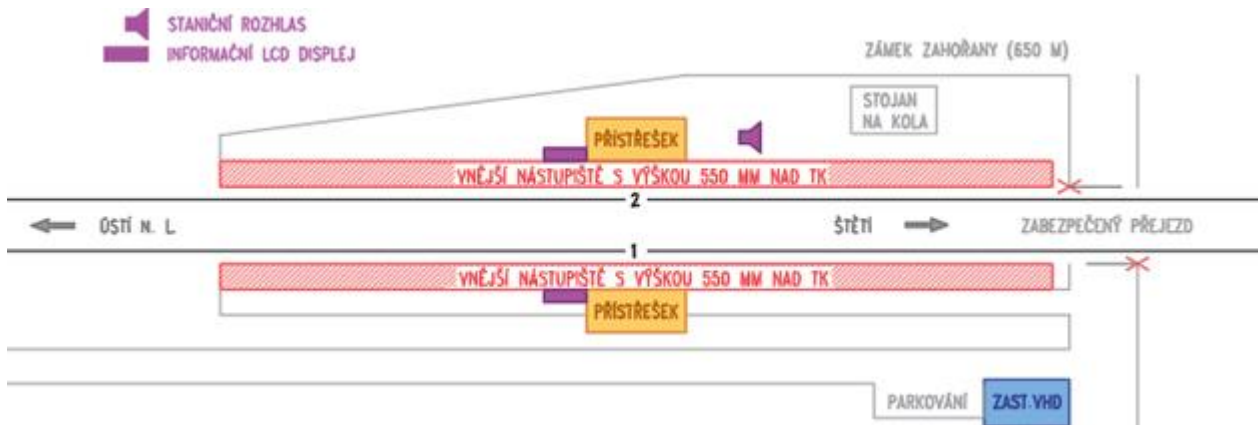 STANIČNÍ ROZHLAS
INFORMAČNÍ LCD DISPLEJ
ZÁMEK ZAHOŘANY (650 M)
STOJAN
NA KOLA
PŘÍSTŘEŠEK
VNĚJŠÍ NÁSTUPIŠTĚ S VÝŠKOU 550 MM NAD TK
2
ÚSTÍ N. L.
ŠTĚTÍ
ZABEZPEČENÝ PŘEJEZD
1
VNĚJŠÍ NÁSTUPIŠTĚ S VÝŠKOU 550 MM NAD TK
PŘÍSTŘEŠEK
PARKOVÁNÍ
ZAST.VHD